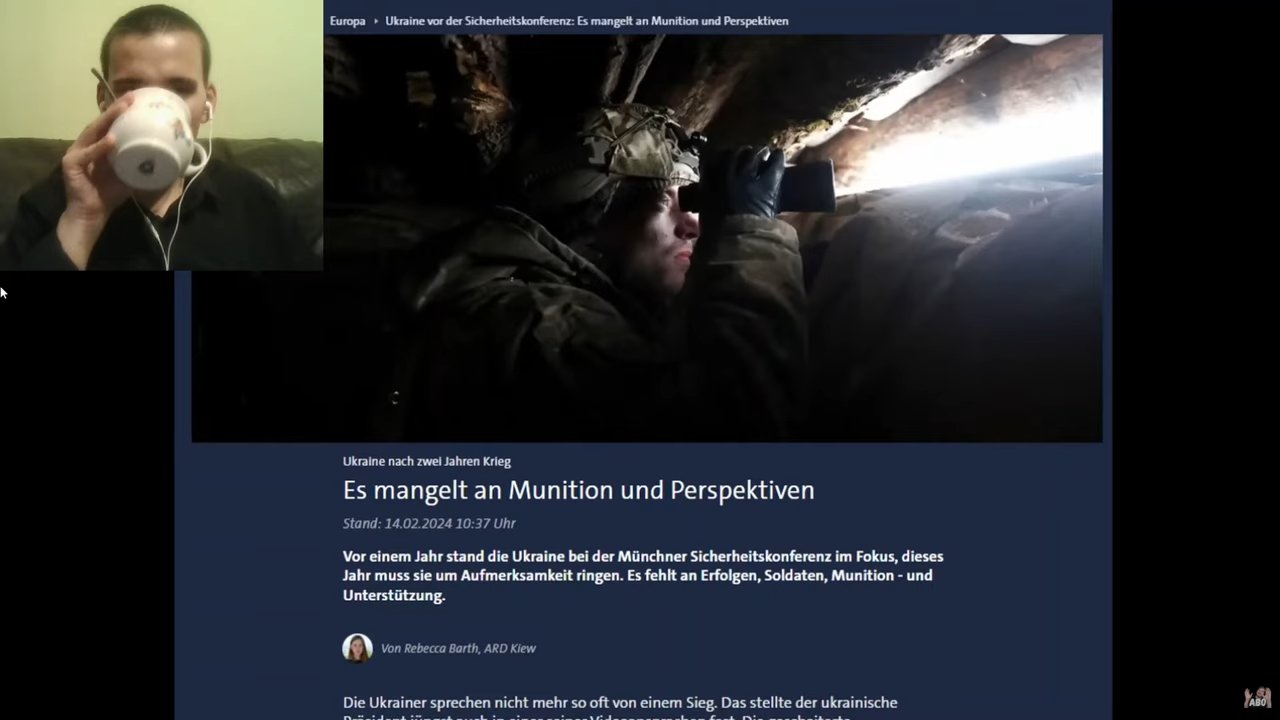 Europa ▸ Ukraine vor der Sicherheitskonferenz: Es mangelt an Munition und Perspektiven
Ukraine nach zwei Jahren Krieg
Es mangelt an Munition und Perspektiven
Stand: 14.02.2024 10:37 Uhr
Vor einem Jahr stand die Ukraine bei der Münchner Sicherheitskonferenz im Fokus, dieses
Jahr muss sie um Aufmerksamkeit ringen. Es fehlt an Erfolgen, Soldaten, Munition - und
Unterstützung.
Von Rebecca Barth, ARD Kiew
Die Ukrainer sprechen nicht mehr so oft von einem Sieg. Das stellte der ukrainische
ABO